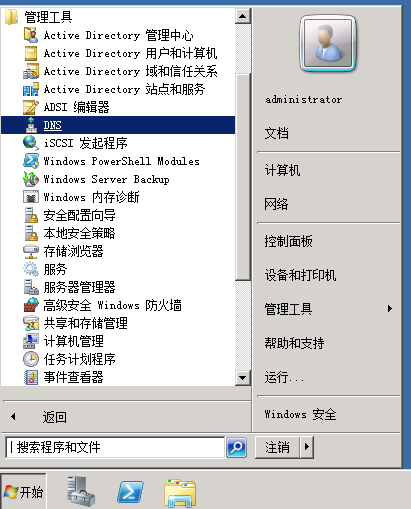 管理工具
Active Directory 管理中心
Active Directory 用户和计算机
Active Directory 域和信任关系
Active Directory 站点和服务
ADSI 编辑器
DNS
iSCSI 发起程序
Windows PowerShell Modules
Windows Server Backup
Windows 内存诊断
安全配置向导
本地安全策略
存储浏览器
服务
服务器管理器
高级安全 Windows 防火墙
共享和存储管理
计算机管理
任务计划程序
事件查看器
返回
搜索程序和文件
administrator
文档
计算机
网络
控制面板
设备和打印机
管理工具
帮助和支持
运行...
Windows 安全
注销
开始